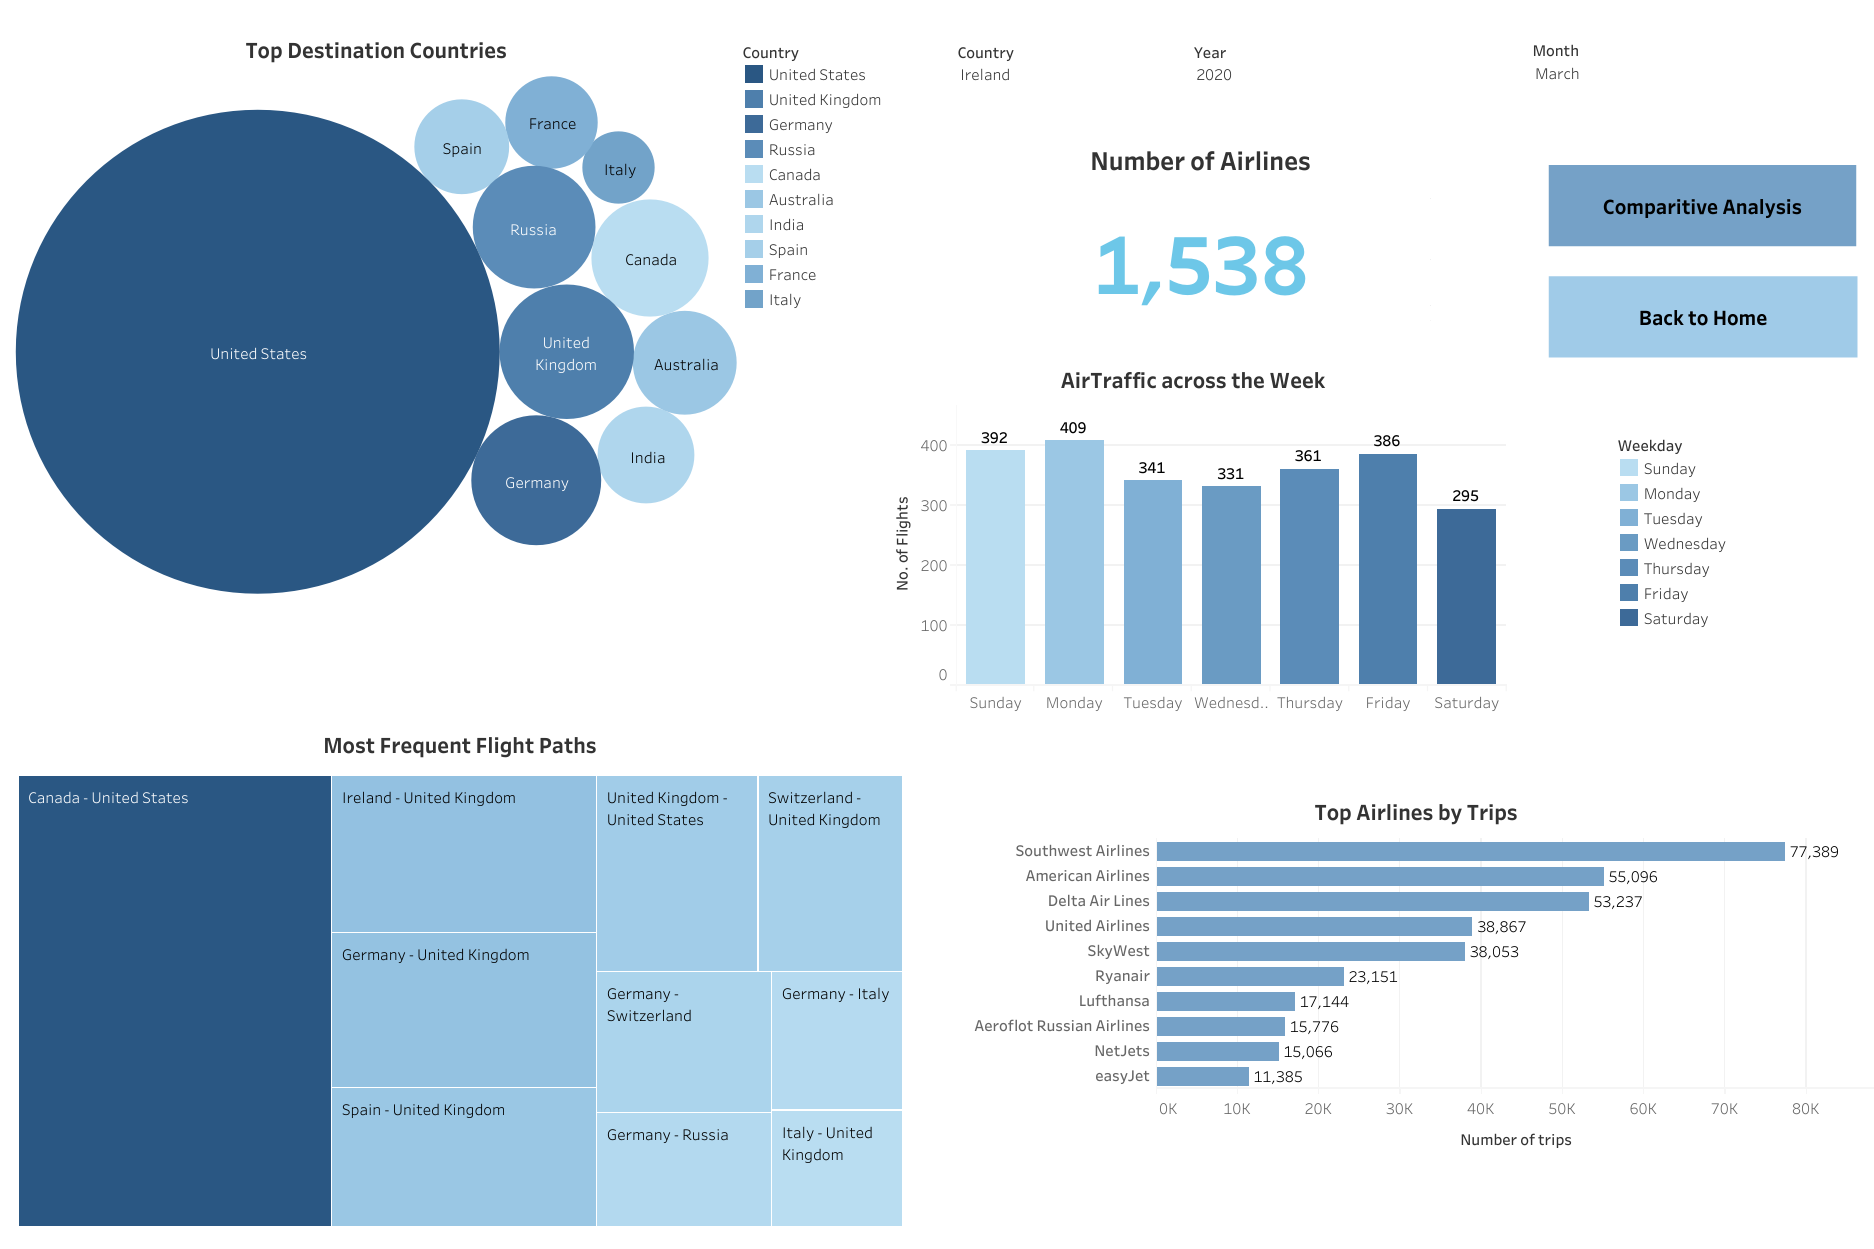 Top Destination Countries
Spain
France
Italy
Russia
Canada
United States
United
Kingdom
Australia
India
Germany
Country
United States
United Kingdom
Germany
Russia
Canada
Australia
India
Spain
France
Italy
Country
Ireland
Year
2020
Month
March
Number of Airlines
1,538
Comparitive Analysis
Back to Home
AirTraffic across the Week
No. of Flights
400
300
200
100
0
392
409
341
331
361
386
295
Sunday
Monday
Tuesday
Wednesd..
Thursday
Friday
Saturday
Weekday
Sunday
Monday
Tuesday
Wednesday
Thursday
Friday
Saturday
Most Frequent Flight Paths
Canada - United States
Ireland - United Kingdom
Germany - United Kingdom
Spain - United Kingdom
United Kingdom -
United States
Switzerland -
United Kingdom
Germany -
Switzerland
Germany - Italy
Germany - Russia
Italy - United
Kingdom
Top Airlines by Trips
Southwest Airlines 77,389
American Airlines 55,096
Delta Air Lines 53,237
United Airlines 38,867
SkyWest 38,053
Ryanair 23,151
Lufthansa 17,144
Aeroflot Russian Airlines 15,776
NetJets 15,066
easyJet 11,385
0K 10K 20K 30K 40K 50K 60K 70K 80K
Number of trips